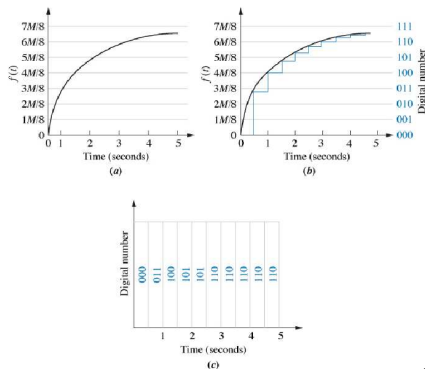 7M/8
6M/8
5M/8
4M/8
3M/8
2M/8
1M/8
0
f(t)
0 1 2 3 4 5
Time (seconds)
(a)
7M/8
6M/8
5M/8
4M/8
3M/8
2M/8
1M/8
0
f(t)
0 1 2 3 4 5
Time (seconds)
(b)
111
110
101
100
011
010
001
000
Digital number
Digital number
000 011 100 101 101 110 110 110 110 110
1 2 3 4 5
Time (seconds)
(c)